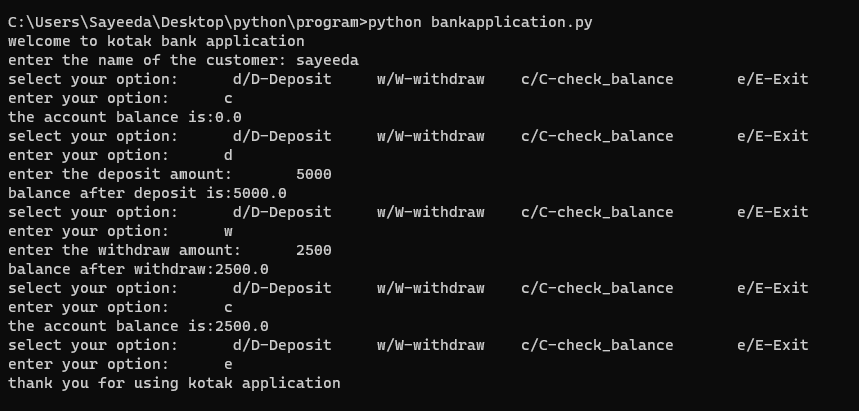 C:\Users\Sayeeda\Desktop\python\program>python bankapplication.py
welcome to kotak bank application
enter the name of the customer: sayeeda
select your option:      d/D-Deposit     w/W-withdraw    c/C-check_balance       e/E-Exit
enter your option:      c
the account balance is:0.0
select your option:      d/D-Deposit     w/W-withdraw    c/C-check_balance       e/E-Exit
enter your option:      d
enter the deposit amount:       5000
balance after deposit is:5000.0
select your option:      d/D-Deposit     w/W-withdraw    c/C-check_balance       e/E-Exit
enter your option:      w
enter the withdraw amount:      2500
balance after withdraw:2500.0
select your option:      d/D-Deposit     w/W-withdraw    c/C-check_balance       e/E-Exit
enter your option:      c
the account balance is:2500.0
select your option:      d/D-Deposit     w/W-withdraw    c/C-check_balance       e/E-Exit
enter your option:      e
thank you for using kotak application